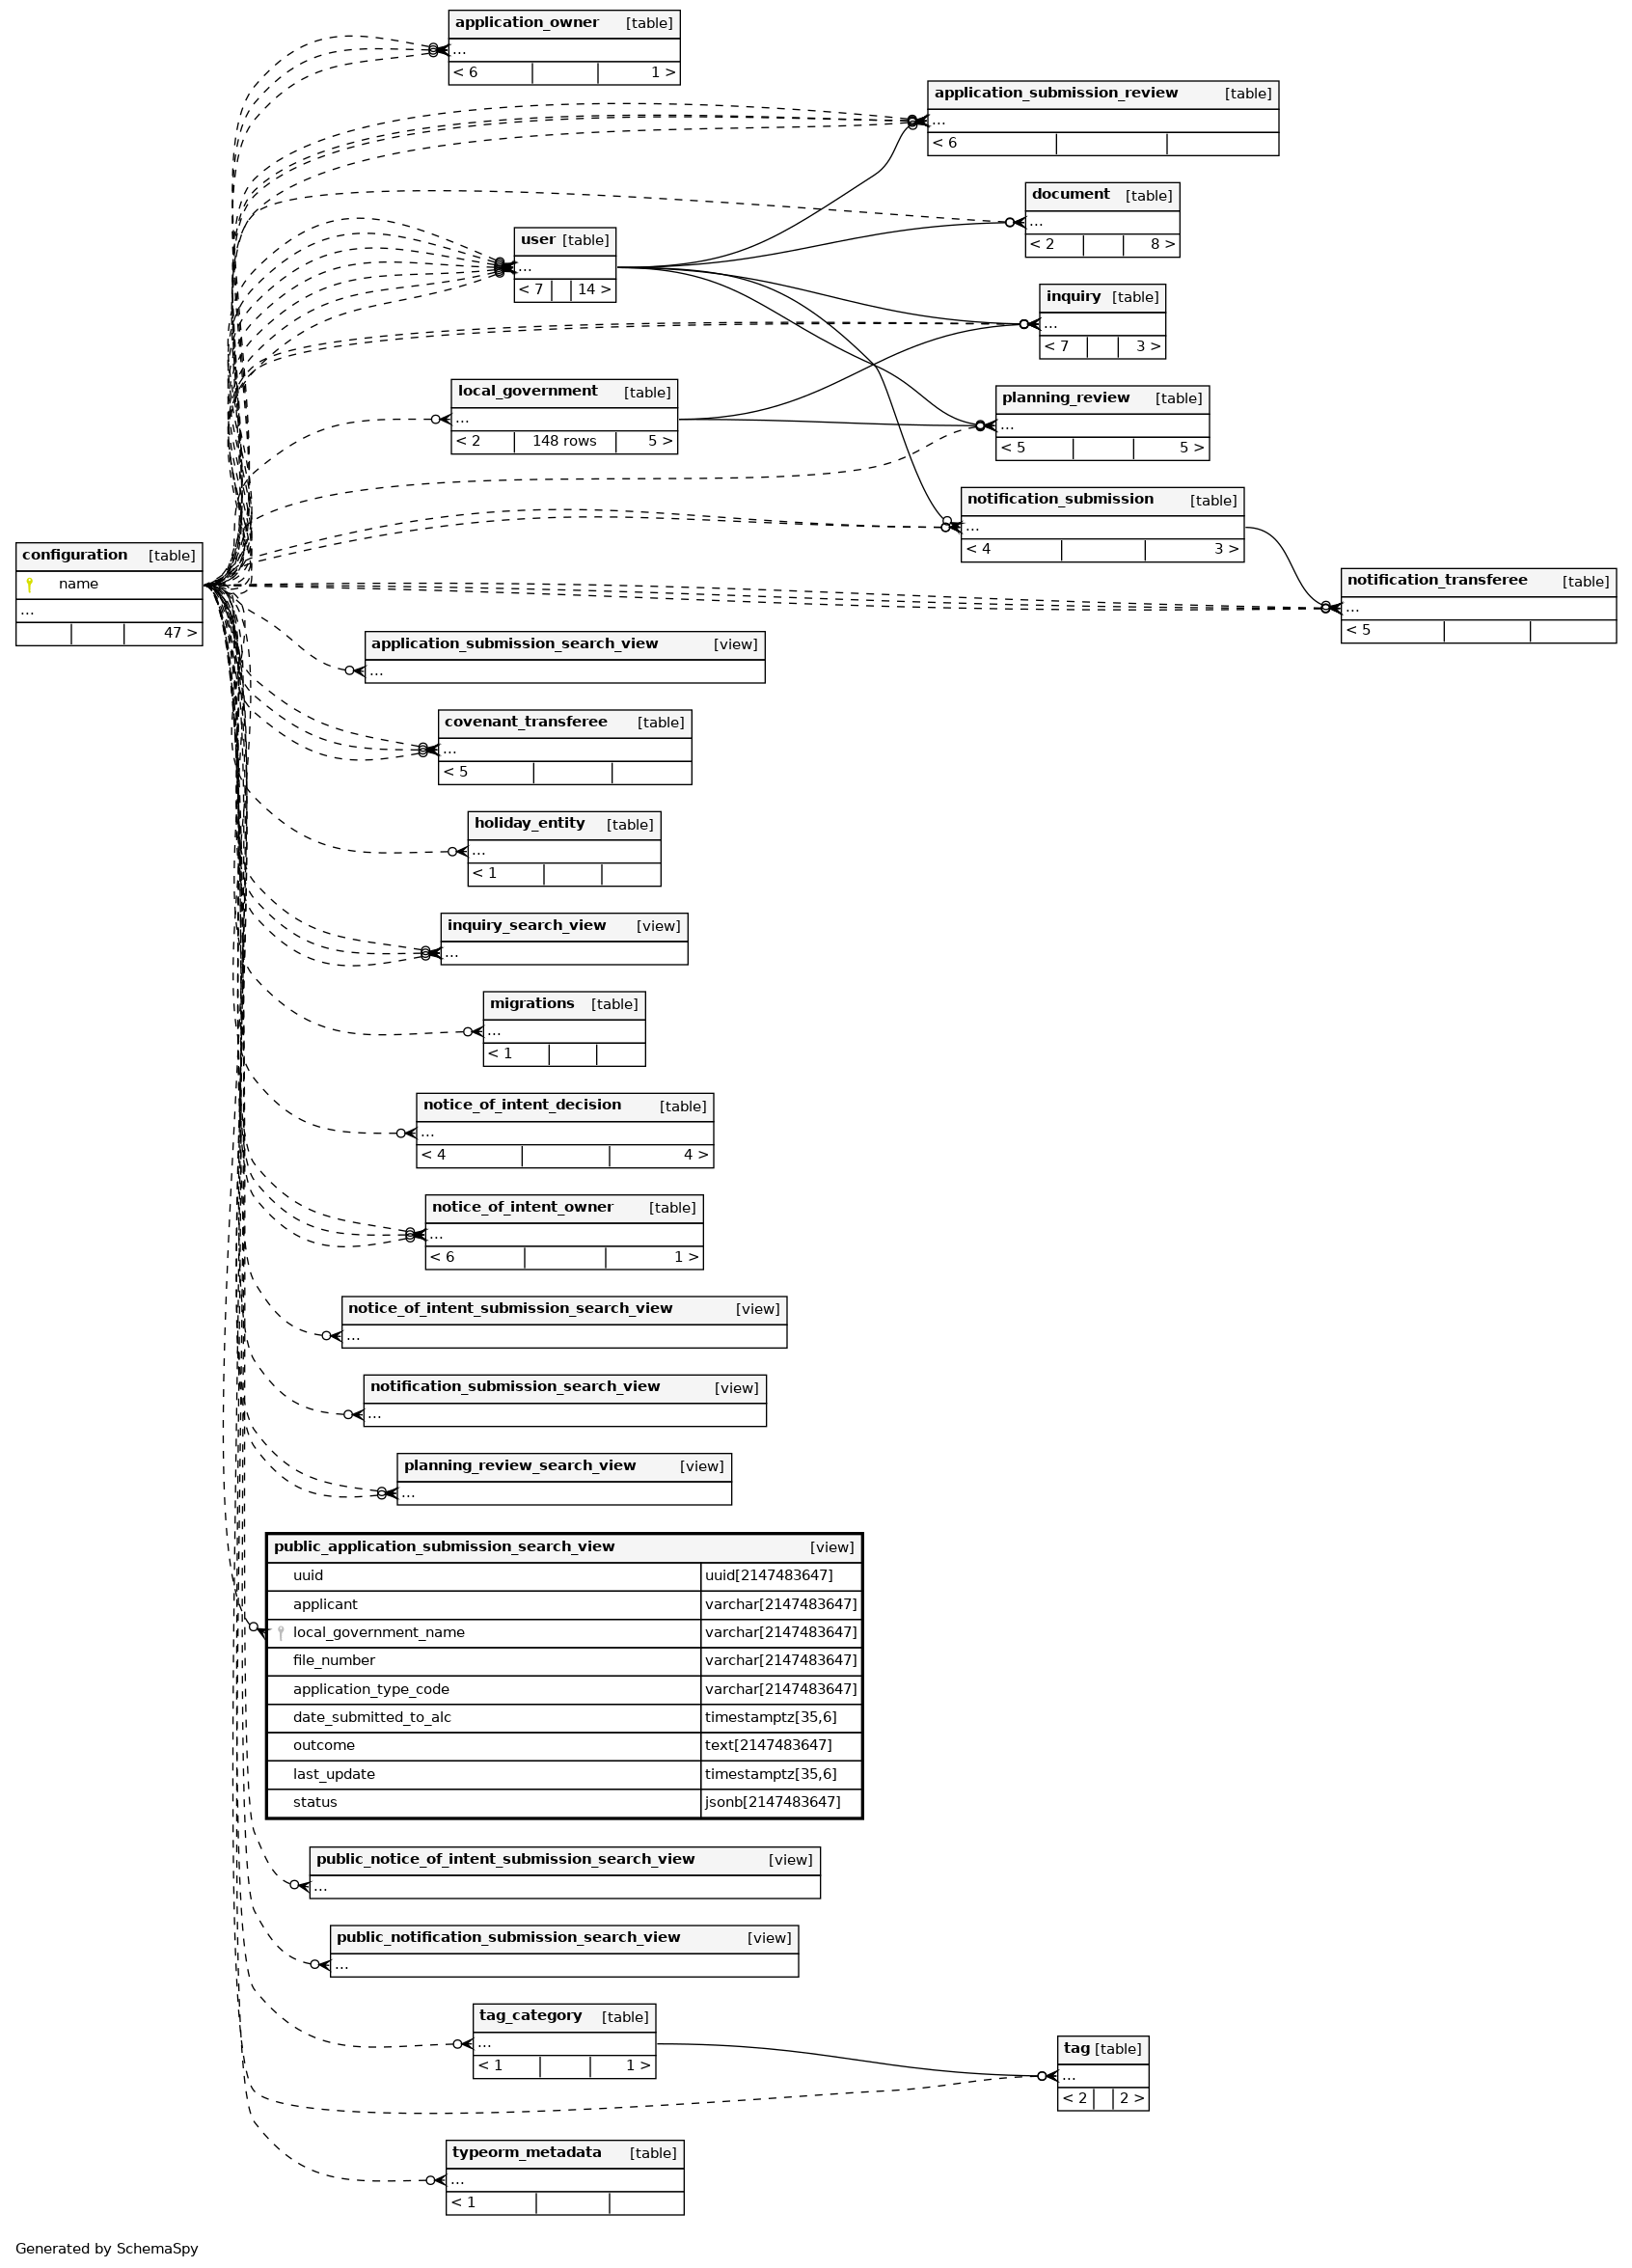 application_owner [table]
...
< 6 1 >
application_submission_review [table]
...
< 6
document [table]
...
< 2 8 >
user [table]
...
< 7 14 >
inquiry [table]
...
< 7 3 >
local_government [table]
...
< 2 148 rows 5 >
planning_review [table]
...
< 5 5 >
notification_submission [table]
...
< 4 3 >
configuration [table]
name
...
47 >
notification_transferee [table]
...
< 5
application_submission_search_view [view]
...
covenant_transferee [table]
...
< 5
holiday_entity [table]
...
< 1
inquiry_search_view [view]
...
migrations [table]
...
< 1
notice_of_intent_decision [table]
...
< 4 4 >
notice_of_intent_owner [table]
...
< 6 1 >
notice_of_intent_submission_search_view [view]
...
notification_submission_search_view [view]
...
planning_review_search_view [view]
...
public_application_submission_search_view [view]
uuid uuid[2147483647]
applicant varchar[2147483647]
local_government_name varchar[2147483647]
file_number varchar[2147483647]
application_type_code varchar[2147483647]
date_submitted_to_alc timestamptz[35,6]
outcome text[2147483647]
last_update timestamptz[35,6]
status jsonb[2147483647]
public_notice_of_intent_submission_search_view [view]
...
public_notification_submission_search_view [view]
...
tag_category [table]
...
< 1 1 >
tag [table]
...
< 2 2 >
typeorm_metadata [table]
...
< 1
Generated by SchemaSpy